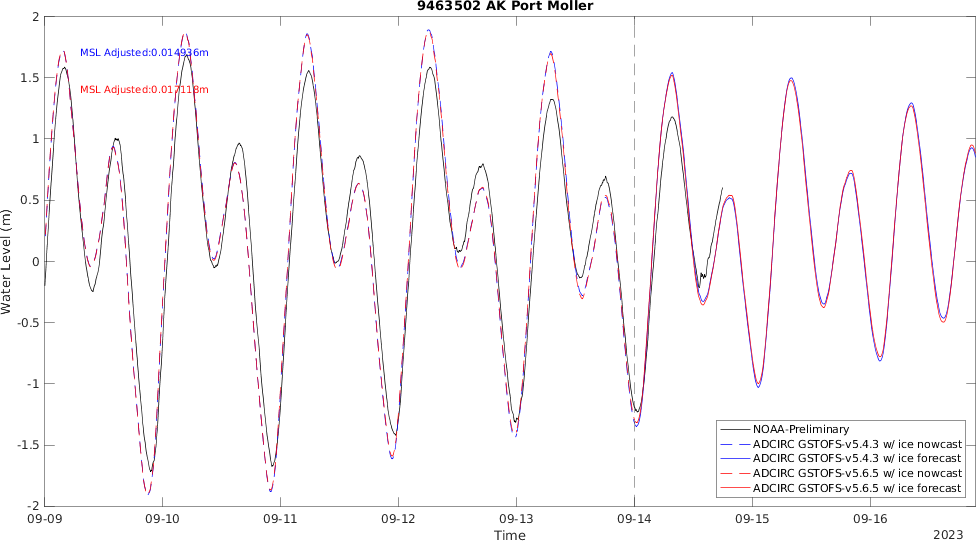 9463502 AK Port Moller
2
1.5
1
0.5
0
-0.5
-1
-1.5
-2
Water Level (m)
MSL Adjusted:0.014936m
MSL Adjusted:0.017118m
NOAA-Preliminary
ADCIRC GSTOFS-v5.4.3 w/ ice nowcast
ADCIRC GSTOFS-v5.4.3 w/ ice forecast
ADCIRC GSTOFS-v5.6.5 w/ ice nowcast
ADCIRC GSTOFS-v5.6.5 w/ ice forecast
09-09 09-10 09-11 09-12 09-13 09-14 09-15 09-16
Time
2023